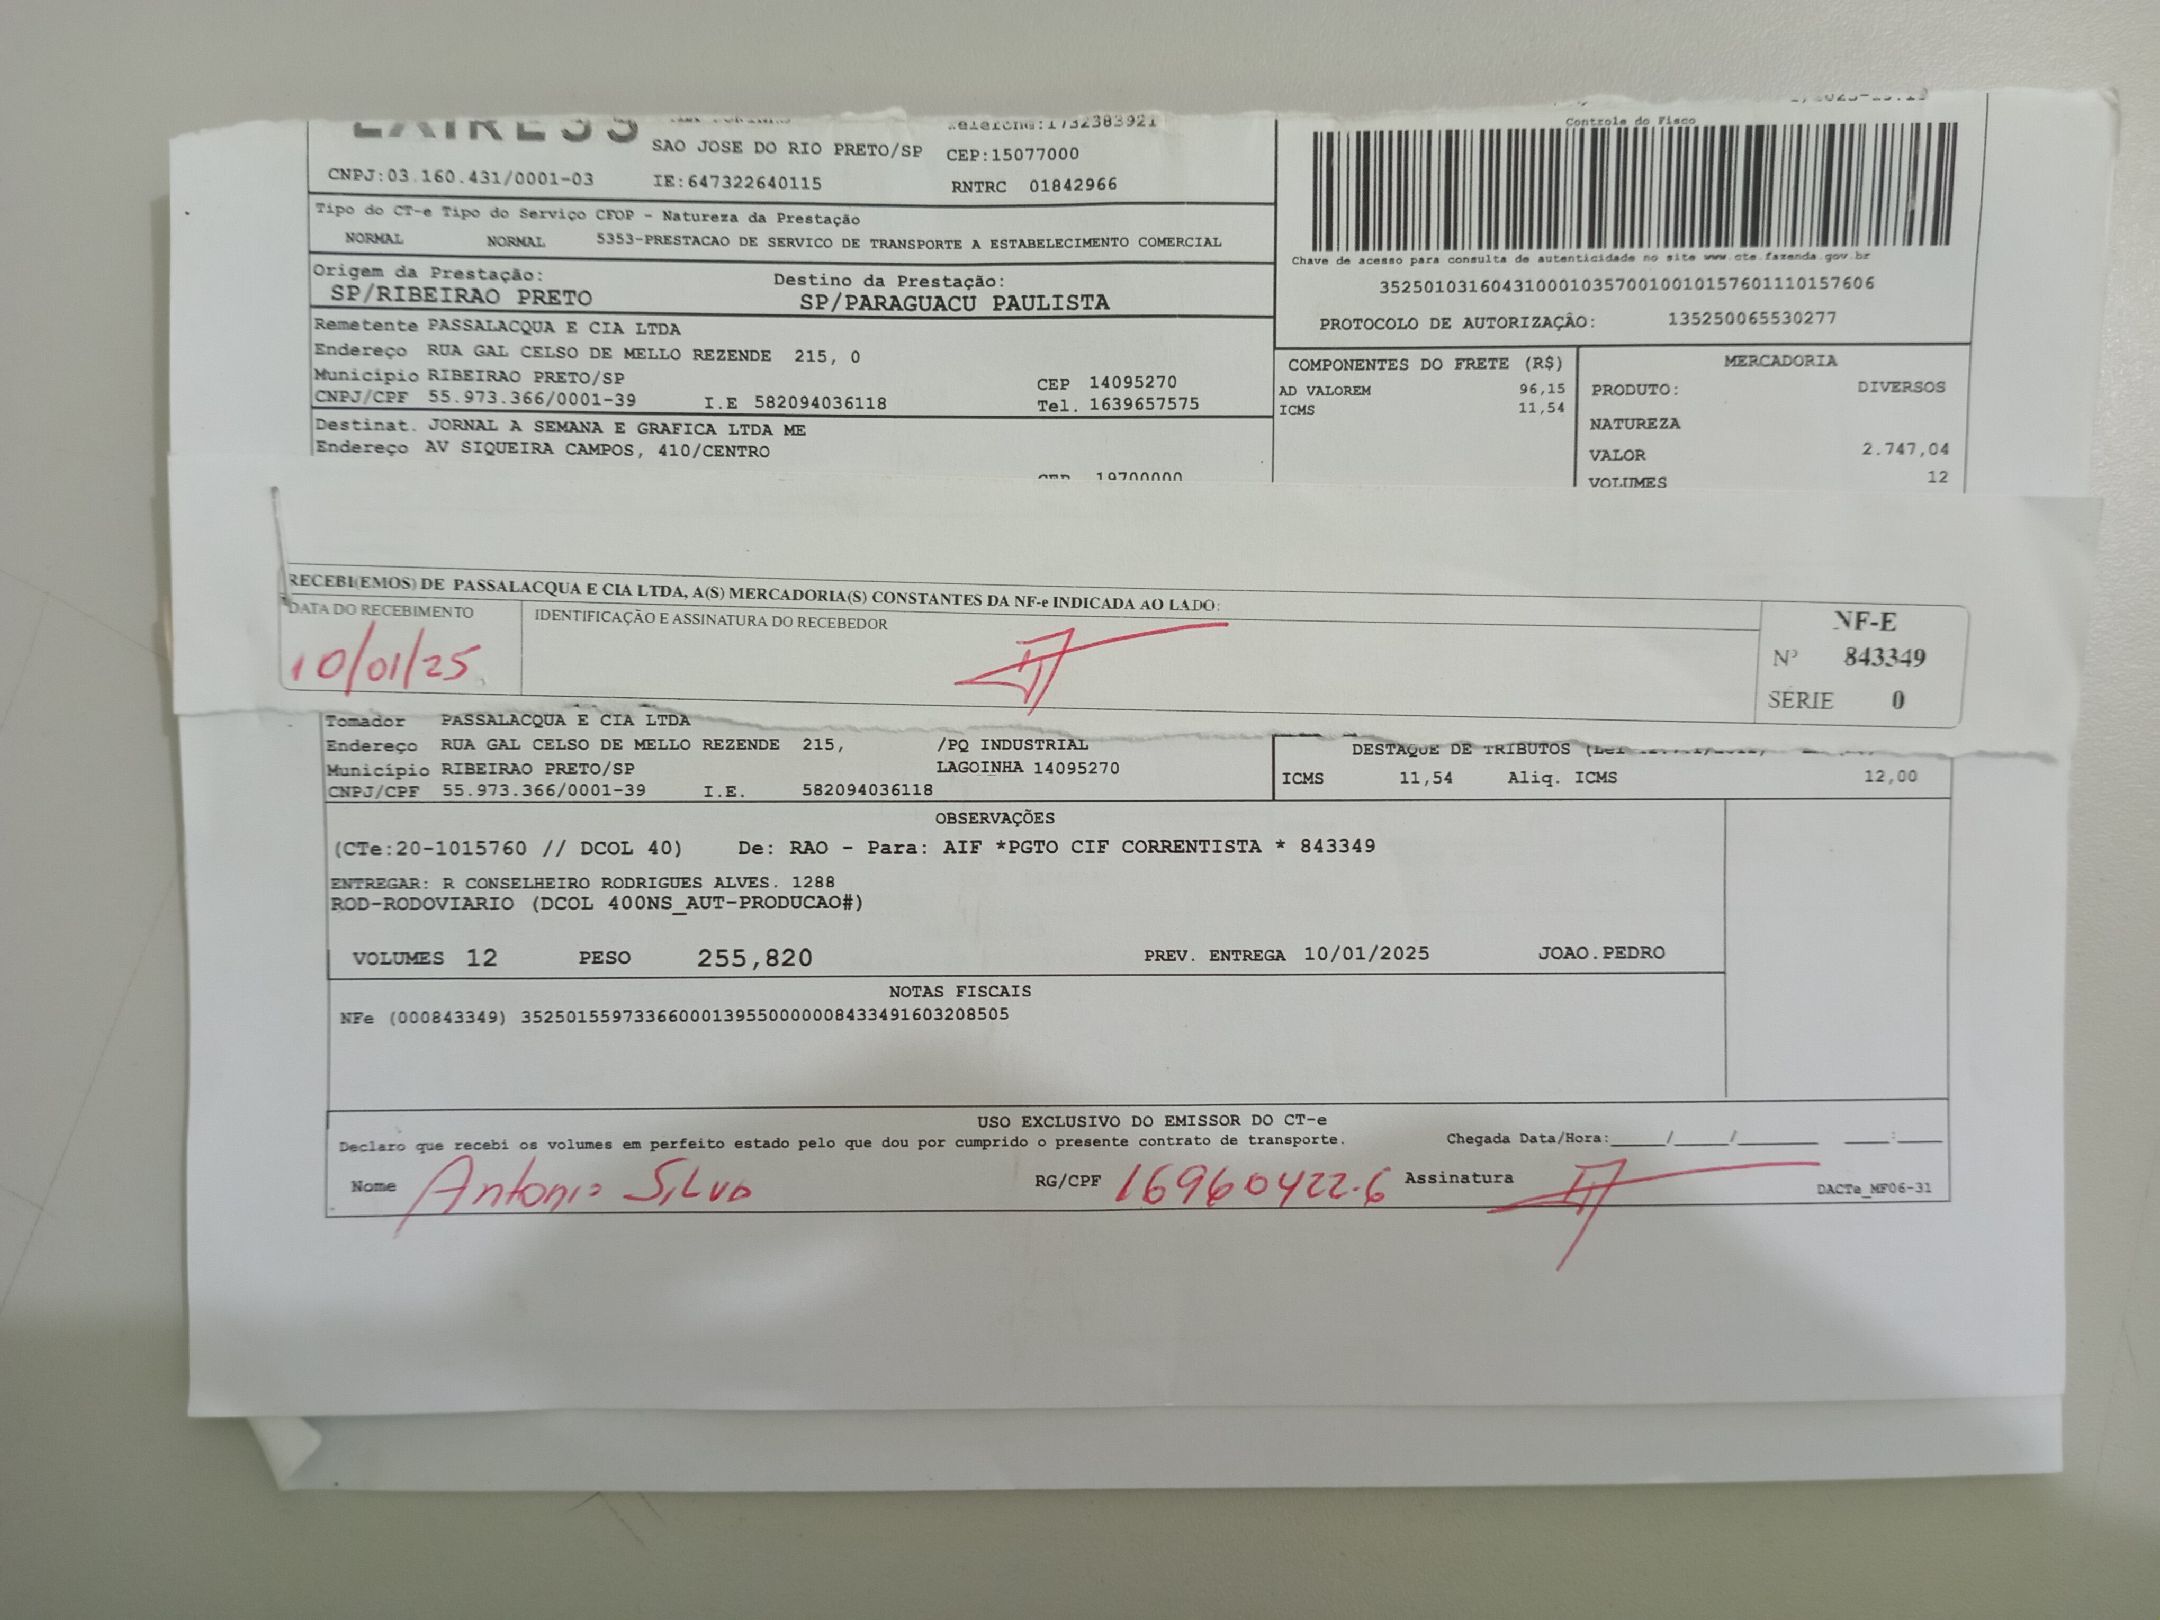 SAO JOSE DO RIO PRETO/SP CEP:15077000
CNPJ:03.160.431/0001-03 IE:647322640115 RNTRC 01842966
Tipo do CT-e Tipo do Serviço CFOP - Natureza da Prestação
NORMAL NORMAL 5353-PRESTACAO DE SERVICO DE TRANSPORTE A ESTABELECIMENTO COMERCIAL
Origem da Prestação: Destino da Prestação:
SP/RIBEIRAO PRETO SP/PARAGUACU PAULISTA
Remetente PASSALACQUA E CIA LTDA
Endereço RUA GAL CELSO DE MELLO REZENDE 215, 0
Município RIBEIRAO PRETO/SP CEP 14095270
CNPJ/CPF 55.973.366/0001-39 I.E 582094036118 Tel. 1639657575
Destinat. JORNAL A SEMANA E GRAFICA LTDA ME
Endereço AV SIQUEIRA CAMPOS, 410/CENTRO
Controle do Fisco
Chave de acesso para consulta de autenticidade no site www.cte.fazenda.gov.br
35250103160431000103570010010157601110157606
PROTOCOLO DE AUTORIZAÇÂO: 135250065530277
COMPONENTES DO FRETE (R$)
AD VALOREM 96,15
ICMS 11,54
MERCADORIA
PRODUTO: DIVERSOS
NATUREZA
VALOR 2.747,04
VOLUMES 12
RECEBI(EMOS) DE PASSALACQUA E CIA LTDA, A(S) MERCADORIA(S) CONSTANTES DA NF-e INDICADA AO LADO:
DATA DO RECEBIMENTO IDENTIFICAÇÃO E ASSINATURA DO RECEBEDOR
10/01/25
NF-E
Nº 843349
SÉRIE 0
Tomador PASSALACQUA E CIA LTDA
Endereço RUA GAL CELSO DE MELLO REZENDE 215, /PQ INDUSTRIAL
Município RIBEIRAO PRETO/SP LAGOINHA 14095270
CNPJ/CPF 55.973.366/0001-39 I.E. 582094036118
DESTAQUE DE TRIBUTOS
ICMS 11,54 Aliq. ICMS 12,00
OBSERVAÇÕES
(CTe:20-1015760 // DCOL 40) De: RAO - Para: AIF *PGTO CIF CORRENTISTA * 843349
ENTREGAR: R CONSELHEIRO RODRIGUES ALVES. 1288
ROD-RODOVIARIO (DCOL 400NS_AUT-PRODUCAO#)
VOLUMES 12 PESO 255,820 PREV. ENTREGA 10/01/2025 JOAO.PEDRO
NOTAS FISCAIS
NFe (000843349) 35250155973366000139550000008433491603208505
USO EXCLUSIVO DO EMISSOR DO CT-e
Declaro que recebi os volumes em perfeito estado pelo que dou por cumprido o presente contrato de transporte. Chegada Data/Hora:____/____/________ ____:____
Nome Antonio Silva RG/CPF 16960422-6 Assinatura
DACTe_MF06-31